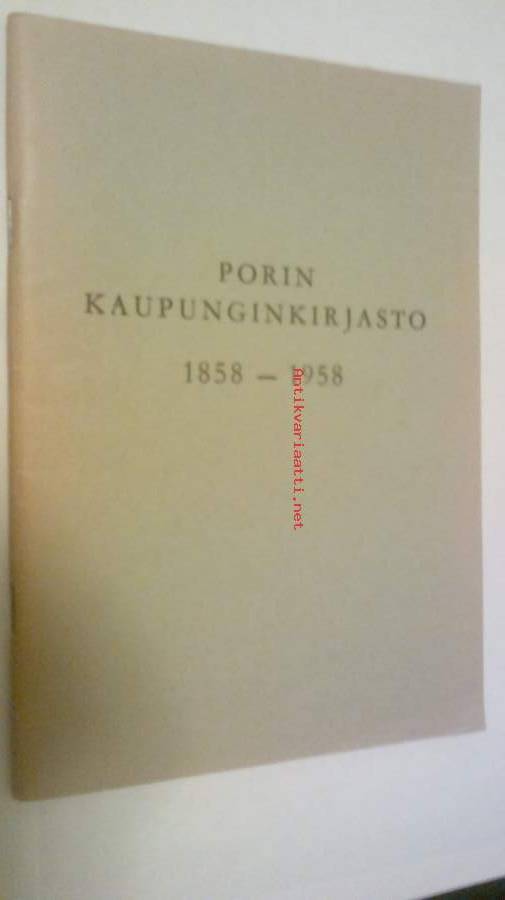 PORIN
KAUPUNGINKIRJASTO
1858 — 1958
Antikvariaatti.net